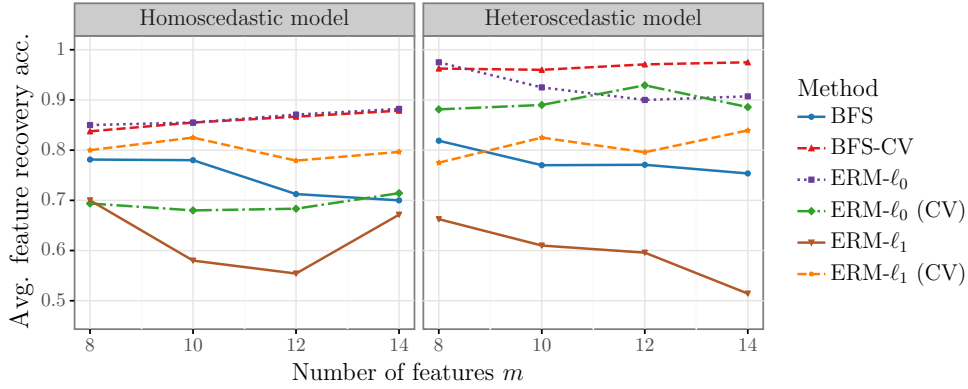 Homoscedastic model
Heteroscedastic model
Avg. feature recovery acc.
1
0.9
0.8
0.7
0.6
0.5
8
10
12
14
8
10
12
14
Number of features m
Method
BFS
BFS-CV
ERM-ℓ₀
ERM-ℓ₀ (CV)
ERM-ℓ₁
ERM-ℓ₁ (CV)